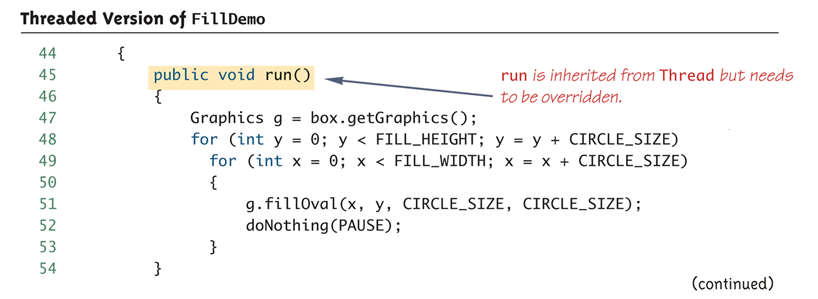 Threaded Version of FillDemo
44 {
45 public void run()
run is inherited from Thread but needs
to be overridden.
46 {
47 Graphics g = box.getGraphics();
48 for (int y = 0; y < FILL_HEIGHT; y = y + CIRCLE_SIZE)
49 for (int x = 0; x < FILL_WIDTH; x = x + CIRCLE_SIZE)
50 {
51 g.fillOval(x, y, CIRCLE_SIZE, CIRCLE_SIZE);
52 doNothing(PAUSE);
53 }
54 }
(continued)